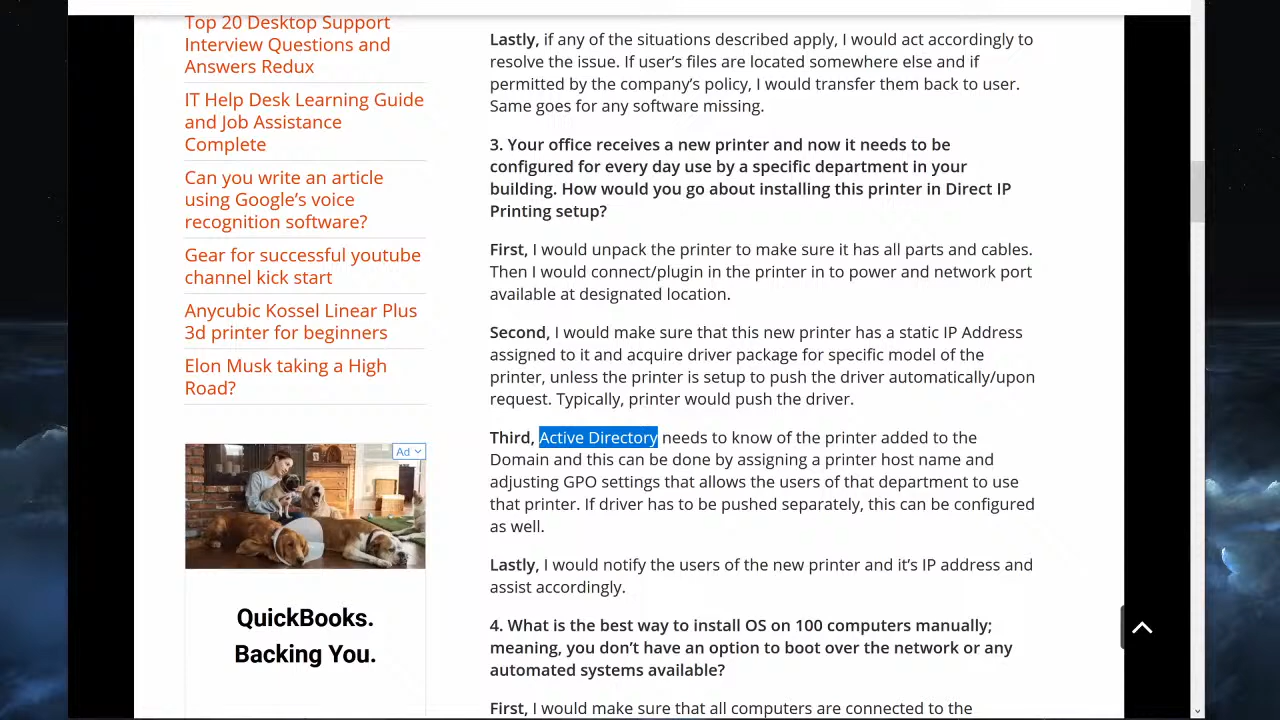 Top 20 Desktop Support
Interview Questions and
Answers Redux
IT Help Desk Learning Guide
and Job Assistance
Complete
Can you write an article
using Google's voice
recognition software?
Gear for successful youtube
channel kick start
Anycubic Kossel Linear Plus
3d printer for beginners
Elon Musk taking a High
Road?
Ad
QuickBooks.
Backing You.
Lastly, if any of the situations described apply, I would act accordingly to
resolve the issue. If user's files are located somewhere else and if
permitted by the company's policy, I would transfer them back to user.
Same goes for any software missing.
3. Your office receives a new printer and now it needs to be
configured for every day use by a specific department in your
building. How would you go about installing this printer in Direct IP
Printing setup?
First, I would unpack the printer to make sure it has all parts and cables.
Then I would connect/plugin in the printer in to power and network port
available at designated location.
Second, I would make sure that this new printer has a static IP Address
assigned to it and acquire driver package for specific model of the
printer, unless the printer is setup to push the driver automatically/upon
request. Typically, printer would push the driver.
Third, Active Directory needs to know of the printer added to the
Domain and this can be done by assigning a printer host name and
adjusting GPO settings that allows the users of that department to use
that printer. If driver has to be pushed separately, this can be configured
as well.
Lastly, I would notify the users of the new printer and it's IP address and
assist accordingly.
4. What is the best way to install OS on 100 computers manually;
meaning, you don't have an option to boot over the network or any
automated systems available?
First, I would make sure that all computers are connected to the